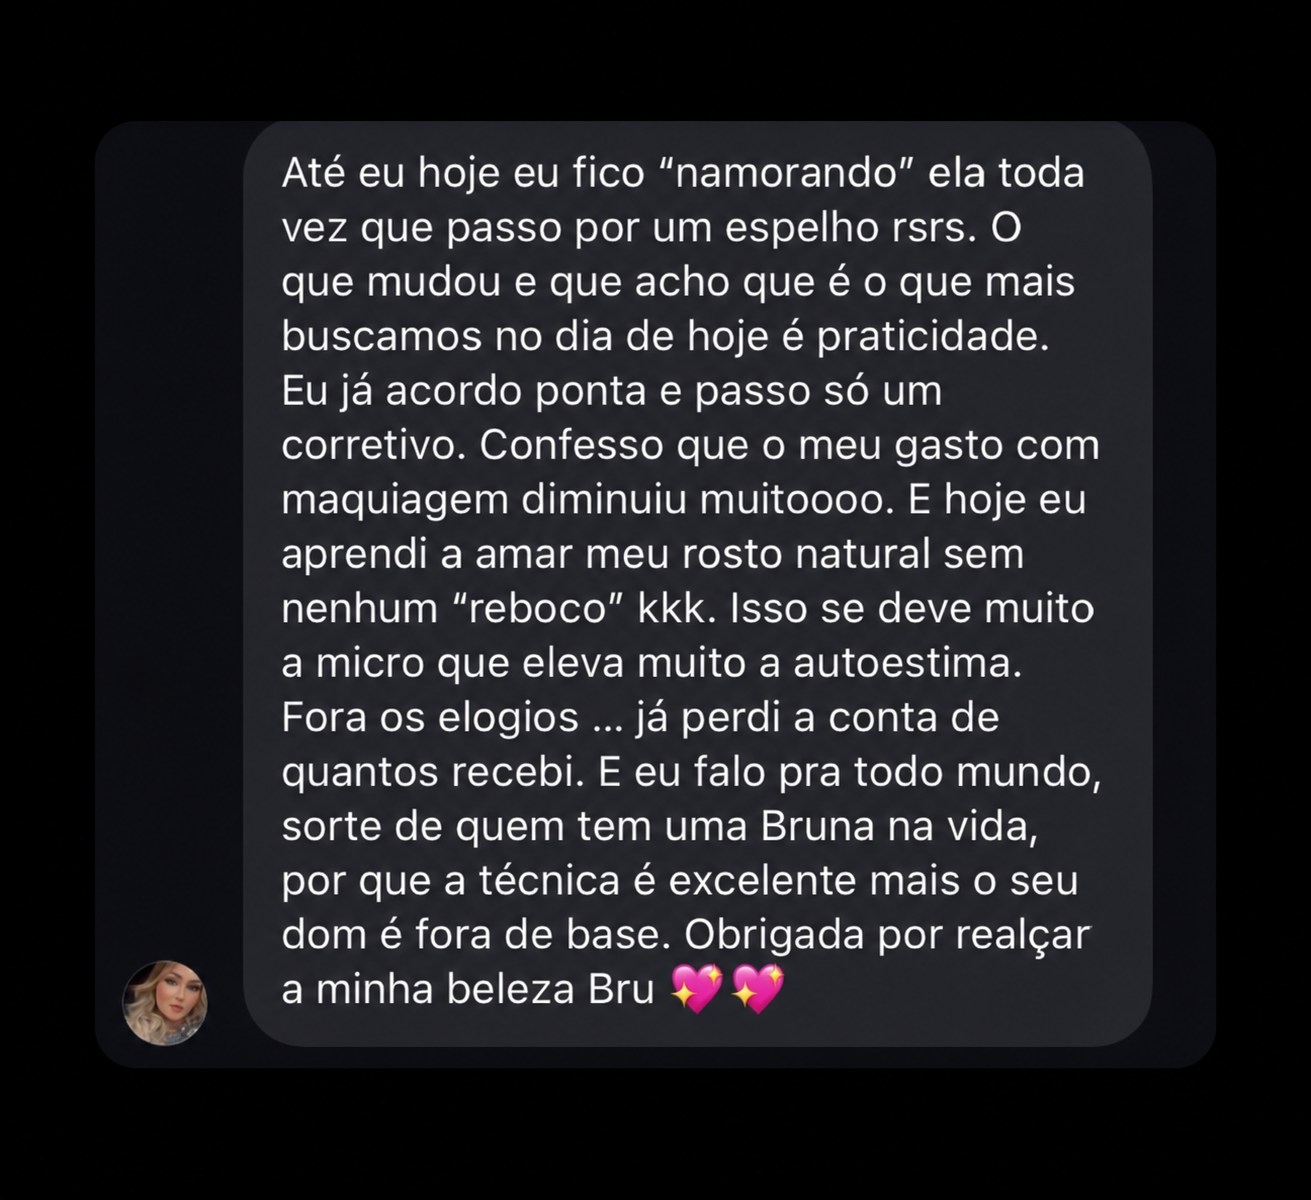 Até eu hoje eu fico “namorando” ela toda
vez que passo por um espelho rsrs. O
que mudou e que acho que é o que mais
buscamos no dia de hoje é praticidade.
Eu já acordo ponta e passo só um
corretivo. Confesso que o meu gasto com
maquiagem diminuiu muitoooo. E hoje eu
aprendi a amar meu rosto natural sem
nenhum “reboco” kkk. Isso se deve muito
a micro que eleva muito a autoestima.
Fora os elogios ... já perdi a conta de
quantos recebi. E eu falo pra todo mundo,
sorte de quem tem uma Bruna na vida,
por que a técnica é excelente mais o seu
dom é fora de base. Obrigada por realçar
a minha beleza Bru 💖💖